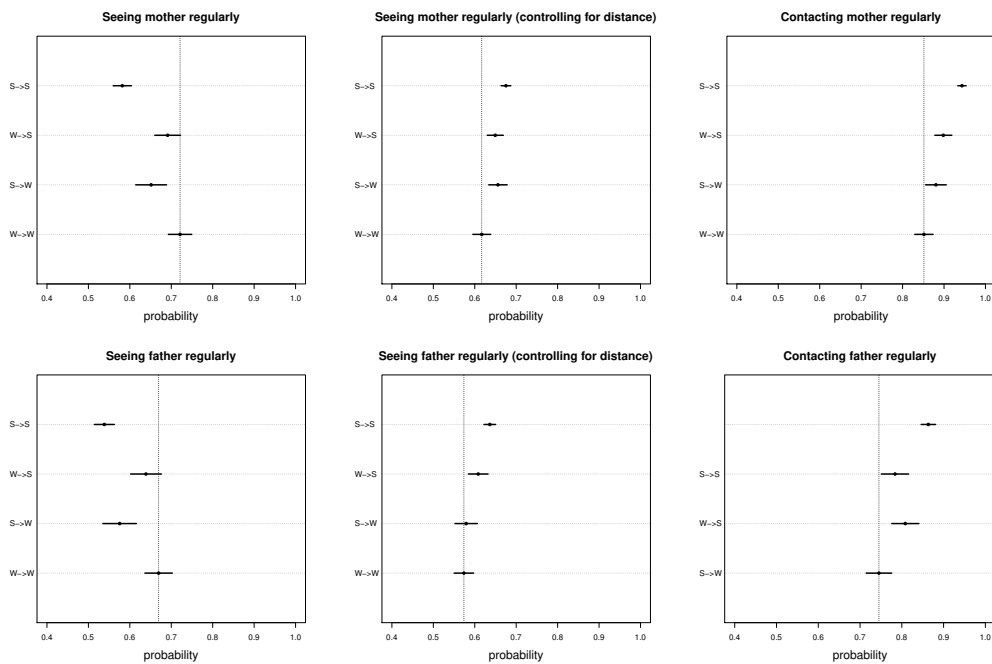 Seeing mother regularly
S−>S
W−>S
S−>W
W−>W
0.4 0.5 0.6 0.7 0.8 0.9 1.0
probability
Seeing mother regularly (controlling for distance)
S−>S
W−>S
S−>W
W−>W
0.4 0.5 0.6 0.7 0.8 0.9 1.0
probability
Contacting mother regularly
S−>S
W−>S
S−>W
W−>W
0.4 0.5 0.6 0.7 0.8 0.9 1.0
probability
Seeing father regularly
S−>S
W−>S
S−>W
W−>W
0.4 0.5 0.6 0.7 0.8 0.9 1.0
probability
Seeing father regularly (controlling for distance)
S−>S
W−>S
S−>W
W−>W
0.4 0.5 0.6 0.7 0.8 0.9 1.0
probability
Contacting father regularly
S−>S
W−>S
S−>W
0.4 0.5 0.6 0.7 0.8 0.9 1.0
probability